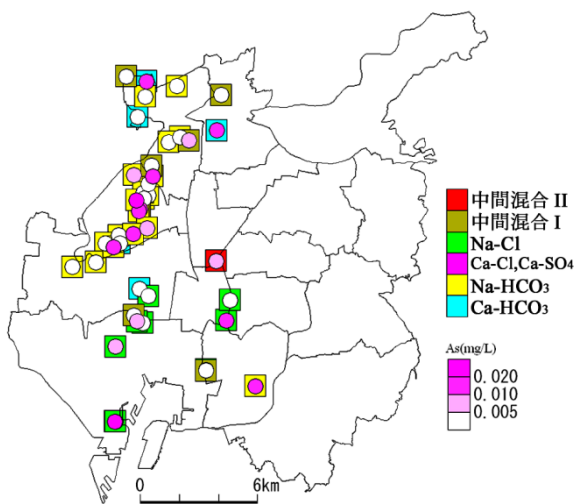 中間混合 II
中間混合 I
Na-Cl
Ca-Cl,Ca-SO₄
Na-HCO₃
Ca-HCO₃
As(mg/L)
0.020
0.010
0.005
0 6km